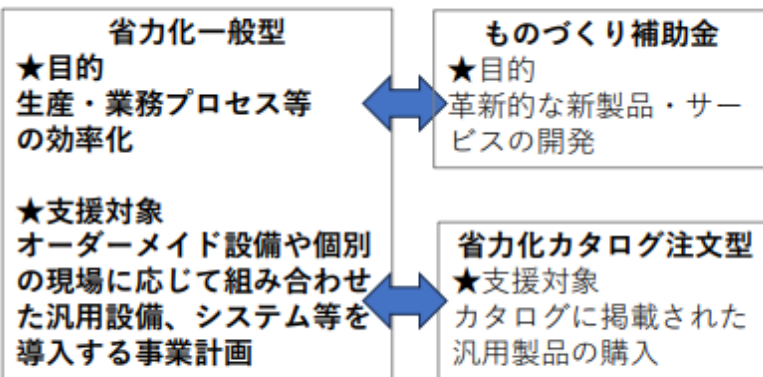 省力化一般型
★目的
生産・業務プロセス等
の効率化
★支援対象
オーダーメイド設備や個別
の現場に応じて組み合わせ
た汎用設備、システム等を
導入する事業計画
ものづくり補助金
★目的
革新的な新製品・サー
ビスの開発
省力化カタログ注文型
★支援対象
カタログに掲載された
汎用製品の購入